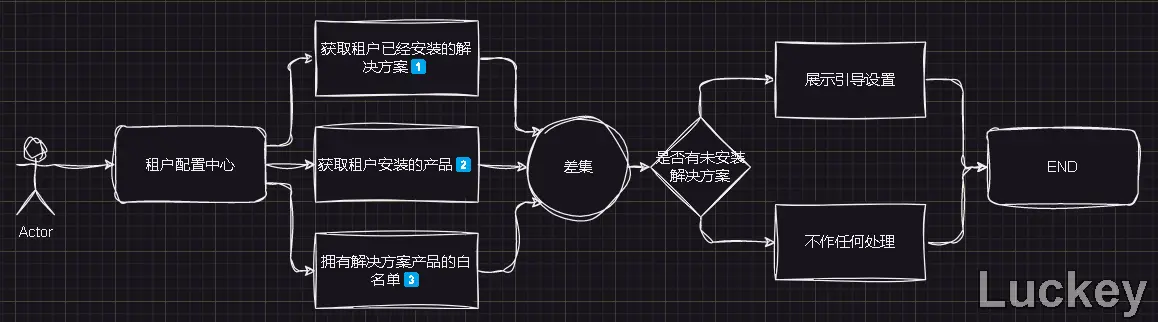 获取租户已经安装的解
决方案 1
租户配置中心
获取租户安装的产品 2
拥有解决方案产品的白
名单 3
差集
是否有未安装
解决方案
展示引导设置
不作任何处理
END
Actor
Luckey